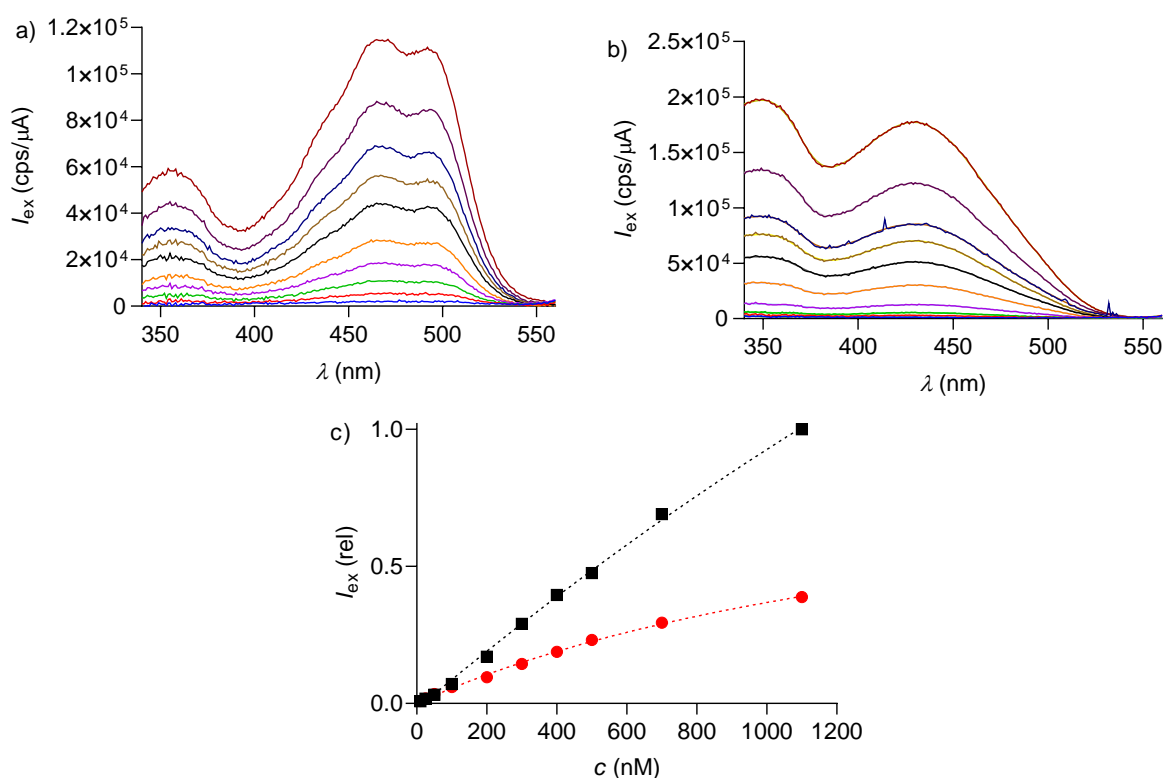 a)
I_ex (cps/µA)
1.2×10⁵
1×10⁵
8×10⁴
6×10⁴
4×10⁴
2×10⁴
0
350 400 450 500 550
λ (nm)
b)
I_ex (cps/µA)
2.5×10⁵
2×10⁵
1.5×10⁵
1×10⁵
5×10⁴
0
350 400 450 500 550
λ (nm)
c)
I_ex (rel)
1.0
0.5
0.0
0 200 400 600 800 1000 1200
c (nM)